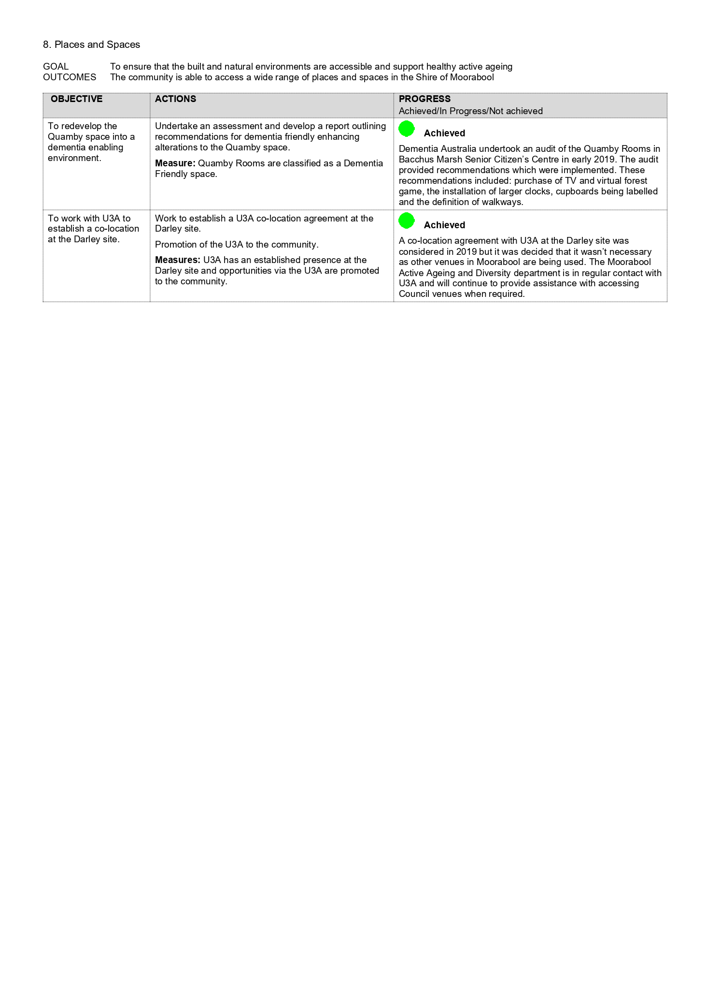 8. Places and Spaces
GOAL To ensure that the built and natural environments are accessible and support healthy active ageing
OUTCOMES The community is able to access a wide range of places and spaces in the Shire of Moorabool
OBJECTIVE
ACTIONS
PROGRESS
Achieved/In Progress/Not achieved
To redevelop the
Quamby space into a
dementia enabling
environment.
Undertake an assessment and develop a report outlining
recommendations for dementia friendly enhancing
alterations to the Quamby space.
Measure: Quamby Rooms are classified as a Dementia
Friendly space.
Achieved
Dementia Australia undertook an audit of the Quamby Rooms in
Bacchus Marsh Senior Citizen’s Centre in early 2019. The audit
provided recommendations which were implemented. These
recommendations included: purchase of TV and virtual forest
game, the installation of larger clocks, cupboards being labelled
and the definition of walkways.
To work with U3A to
establish a co-location
at the Darley site.
Work to establish a U3A co-location agreement at the
Darley site.
Promotion of the U3A to the community.
Measures: U3A has an established presence at the
Darley site and opportunities via the U3A are promoted
to the community.
Achieved
A co-location agreement with U3A at the Darley site was
considered in 2019 but it was decided that it wasn’t necessary
as other venues in Moorabool are being used. The Moorabool
Active Ageing and Diversity department is in regular contact with
U3A and will continue to provide assistance with accessing
Council venues when required.